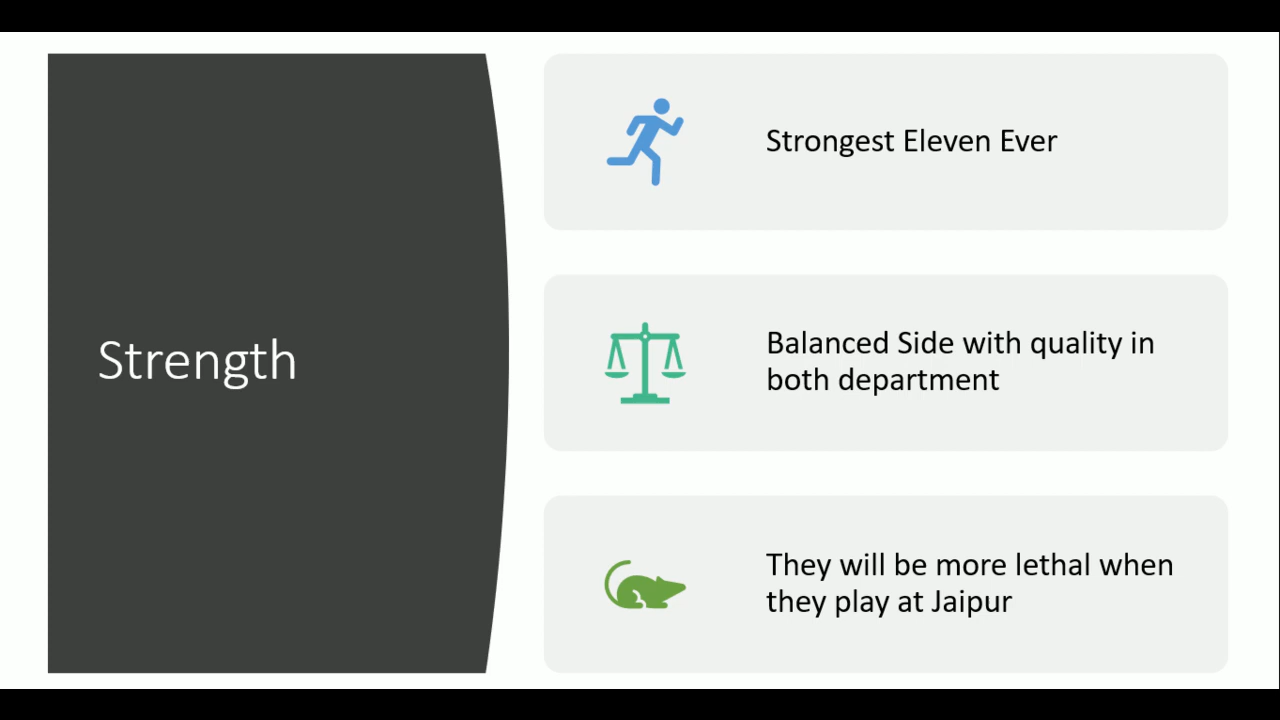 Strength
Strongest Eleven Ever
Balanced Side with quality in
both department
They will be more lethal when
they play at Jaipur